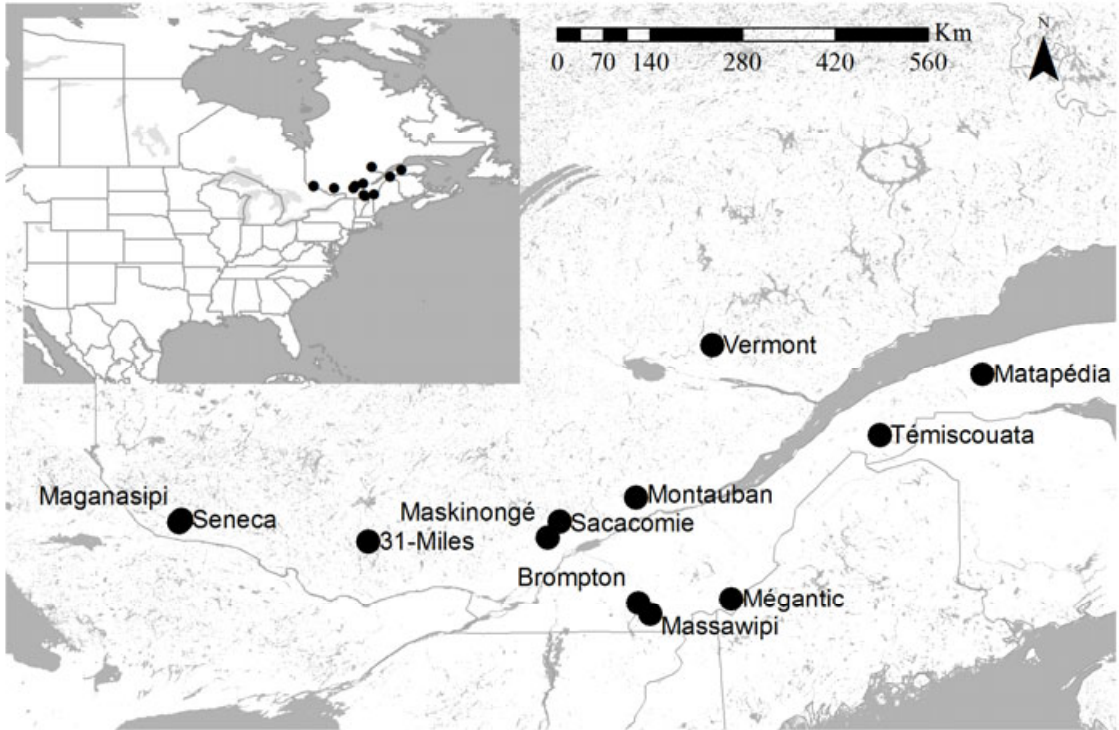 Km
0 70 140 280 420 560
N
Vermont
Matapédia
Témiscouata
Maganasipi
Seneca
Montauban
Maskinongé
Sacacomie
31-Miles
Brompton
Mégantic
Massawipi